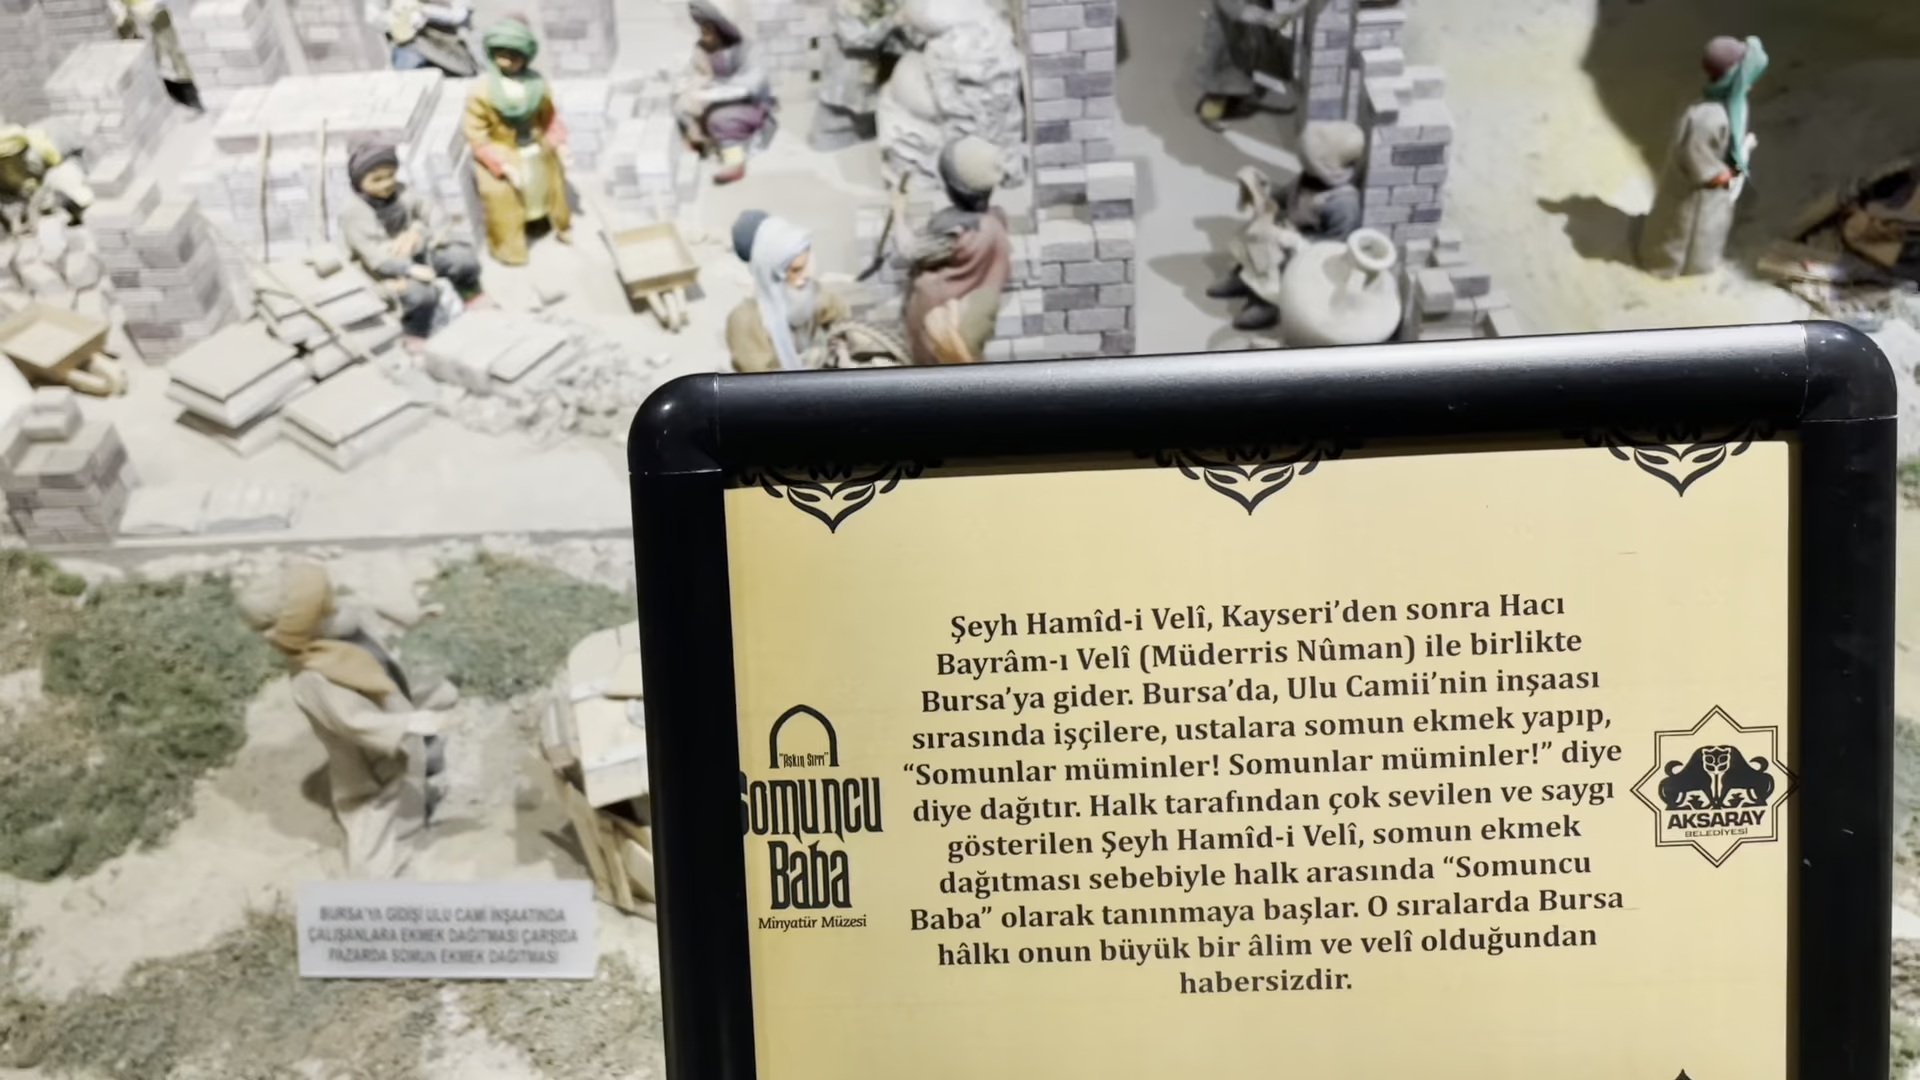 Şeyh Hamîd-i Velî, Kayseri’den sonra Hacı
Bayrâm-ı Velî (Müderris Nûman) ile birlikte
Bursa’ya gider. Bursa’da, Ulu Camii’nin inşaası
sırasında işçilere, ustalara somun ekmek yapıp,
“Somunlar müminler! Somunlar müminler!” diye
diye dağıtır. Halk tarafından çok sevilen ve saygı
gösterilen Şeyh Hamîd-i Velî, somun ekmek
dağıtması sebebiyle halk arasında “Somuncu
Baba” olarak tanınmaya başlar. O sıralarda Bursa
hâlkı onun büyük bir âlim ve velî olduğundan
habersizdir.
"Aşkın Sırrı"
Somuncu
Baba
Minyatür Müzesi
AKSARAY
BELEDİYESİ
BURSA'YA GİDİŞİ ULU CAMİ İNŞAATINDA
ÇALIŞANLARA EKMEK DAĞITMASI ÇARŞIDA
PAZARDA SOMUN EKMEK DAĞITMASI